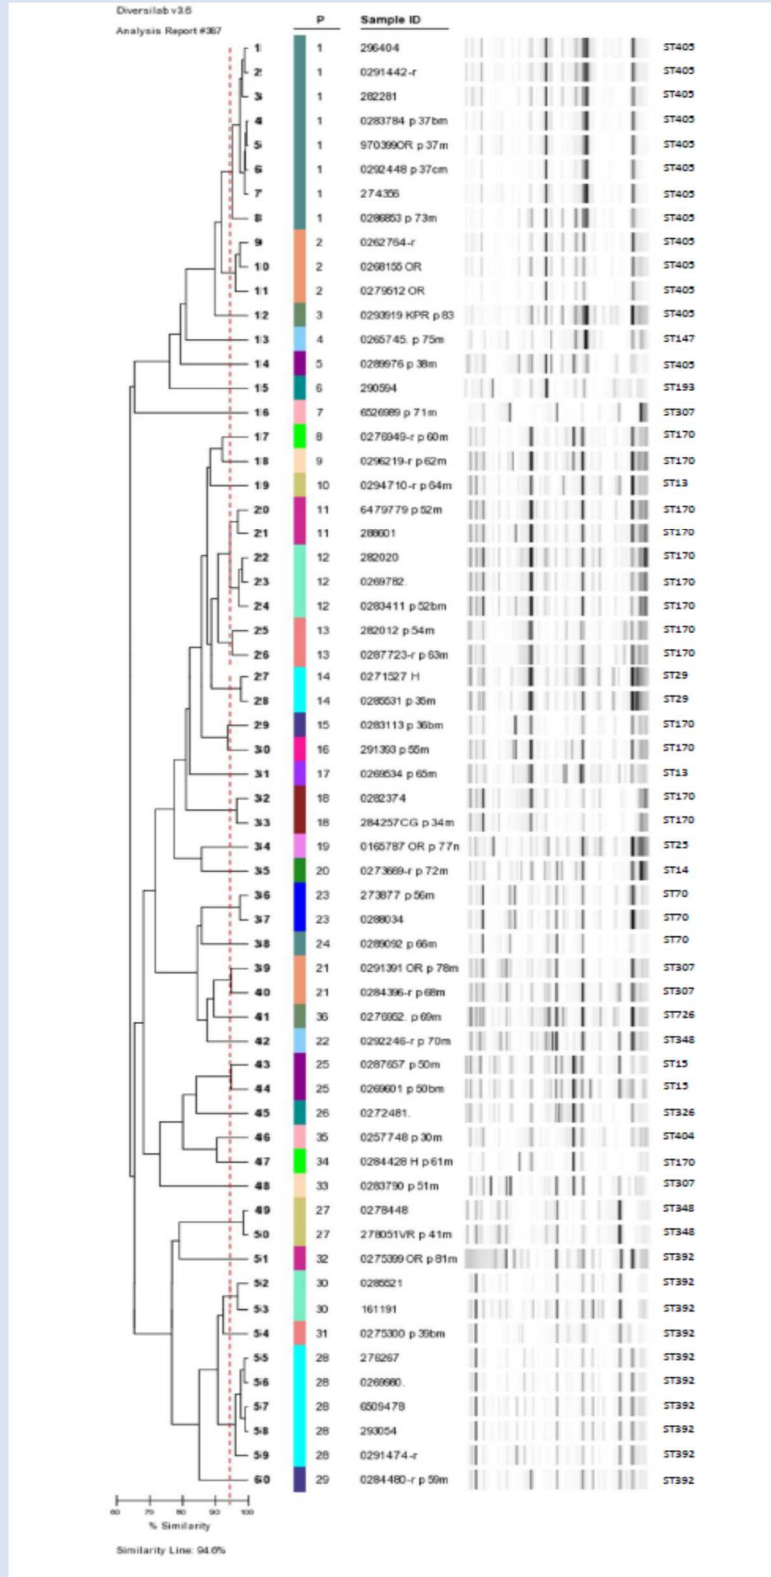 Diversilab v3.6
Analysis Report #387
P Sample ID
1 1 296404 ST405
2 1 0291442-r ST405
3 1 282281 ST405
4 1 0283784 p 37bm ST405
5 1 970399OR p 37m ST405
6 1 0292448 p 37cm ST405
7 1 274356 ST405
8 1 0286853 p 73m ST405
9 2 0262764-r ST405
10 2 0268155 OR ST405
11 2 0279512 OR ST405
12 3 0293919 KPR p 83 ST405
13 4 0265745. p 75m ST147
14 5 0289976 p 38m ST405
15 6 290594 ST193
16 7 6526989 p 71m ST307
17 8 0276949-r p 60m ST170
18 9 0296219-r p 62m ST170
19 10 0294710-r p 64m ST13
20 11 6479779 p 52m ST170
21 11 288601 ST170
22 12 282020 ST170
23 12 0269782. ST170
24 12 0283411 p 52bm ST170
25 13 282012 p 54m ST170
26 13 0287723-r p 63m ST170
27 14 0271527 H ST29
28 14 0285531 p 35m ST29
29 15 0283113 p 36bm ST170
30 16 291393 p 55m ST170
31 17 0269534 p 65m ST13
32 18 0282374 ST170
33 18 284257CG p 34m ST170
34 19 0165787 OR p 77n ST25
35 20 0273669-r p 72m ST14
36 23 273877 p 56m ST70
37 23 0288034 ST70
38 24 0289092 p 66m ST70
39 21 0291391 OR p 78m ST307
40 21 0284396-r p 68m ST307
41 36 0276952. p 69m ST726
42 22 0292246-r p 70m ST348
43 25 0287657 p 50m ST15
44 25 0269601 p 50bm ST15
45 26 0272481. ST326
46 35 0257748 p 30m ST404
47 34 0284428 H p 61m ST170
48 33 0283790 p 51m ST307
49 27 0278448 ST348
50 27 278051VR p 41m ST348
51 32 0275399 OR p 81m ST392
52 30 0285521 ST392
53 30 161191 ST392
54 31 0275300 p 39bm ST392
55 28 276267 ST392
56 28 0269980. ST392
57 28 6509478 ST392
58 28 293054 ST392
59 28 0291474-r ST392
60 29 0284480-r p 59m ST392
60 70 80 90 100
% Similarity
Similarity Line: 94.6%